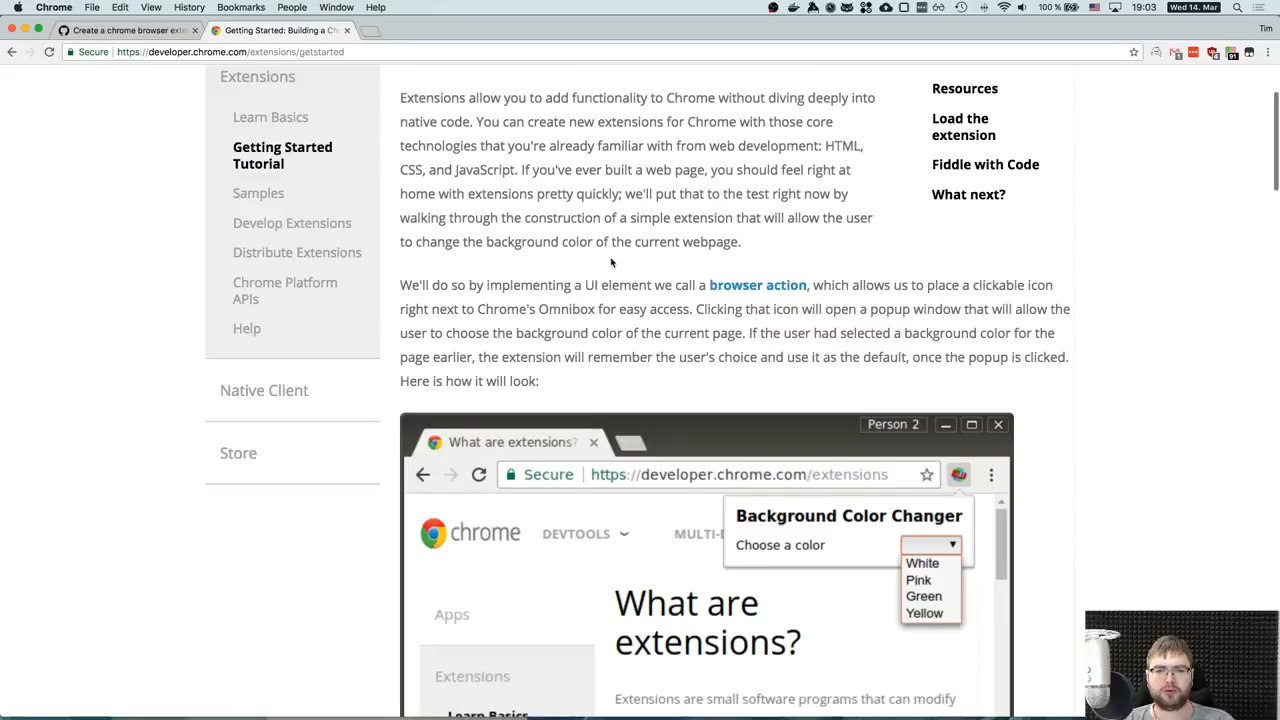 Chrome File Edit View History Bookmarks People Window Help 100 % 19:03 Wed 14. Mar
Create a chrome browser exte
Getting Started: Building a C
Tim
Secure https://developer.chrome.com/extensions/getstarted
1
4
91
Extensions
Learn Basics
Getting Started
Tutorial
Samples
Develop Extensions
Distribute Extensions
Chrome Platform
APIs
Help
Native Client
Store
Extensions allow you to add functionality to Chrome without diving deeply into
native code. You can create new extensions for Chrome with those core
technologies that you're already familiar with from web development: HTML,
CSS, and JavaScript. If you've ever built a web page, you should feel right at
home with extensions pretty quickly; we'll put that to the test right now by
walking through the construction of a simple extension that will allow the user
to change the background color of the current webpage.
We'll do so by implementing a UI element we call a browser action, which allows us to place a clickable icon
right next to Chrome's Omnibox for easy access. Clicking that icon will open a popup window that will allow the
user to choose the background color of the current page. If the user had selected a background color for the
page earlier, the extension will remember the user's choice and use it as the default, once the popup is clicked.
Here is how it will look:
Resources
Load the
extension
Fiddle with Code
What next?
Person 2
What are extensions?
Secure https://developer.chrome.com/extensions
chrome DEVTOOLS MULTI-D
Background Color Changer
Choose a color
White
Pink
Green
Yellow
Apps
Extensions
Learn Basics
What are
extensions?
Extensions are small software programs that can modify